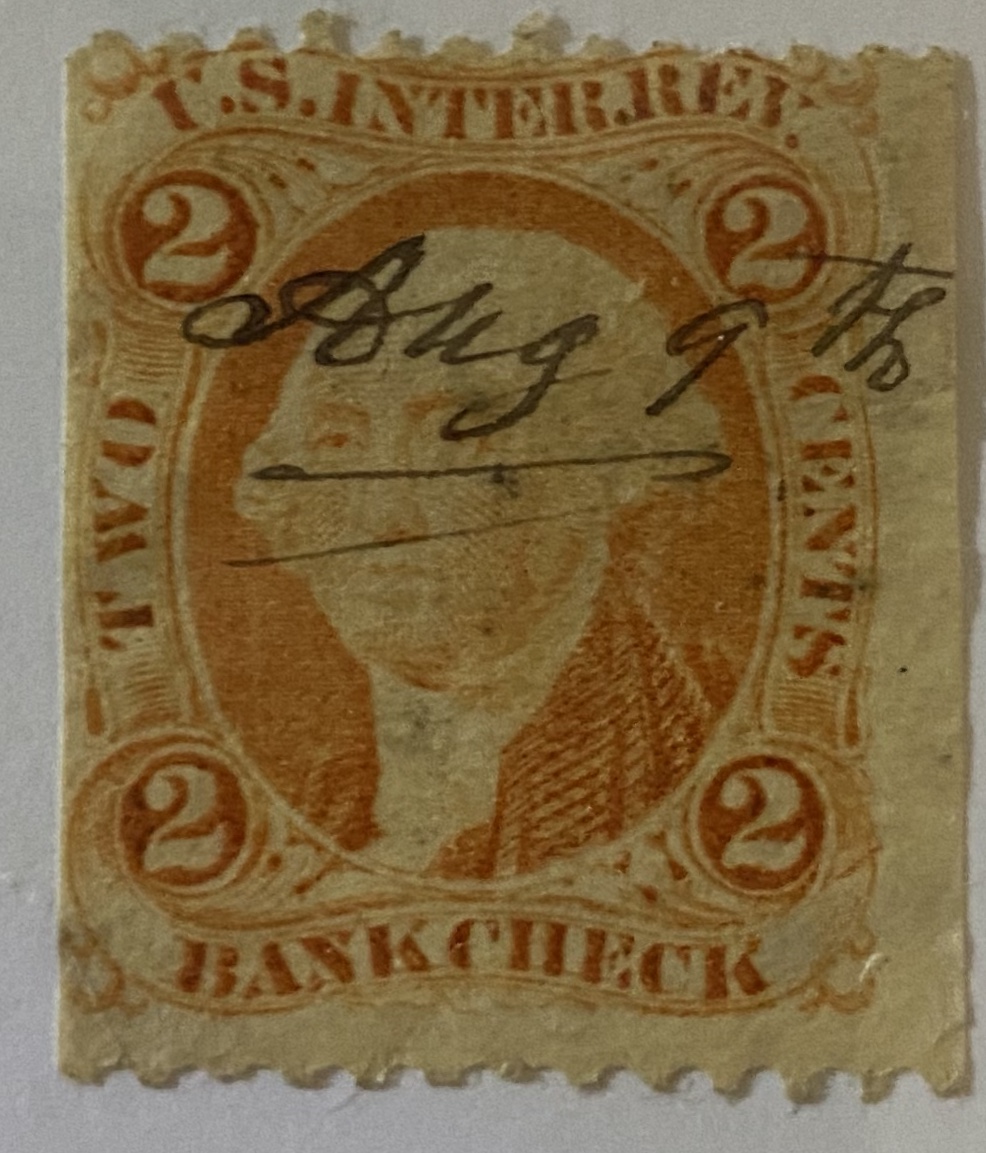 U.S. INTER. REV.
2 2
Aug 9th
TWO CENTS
2 2
BANK CHECK